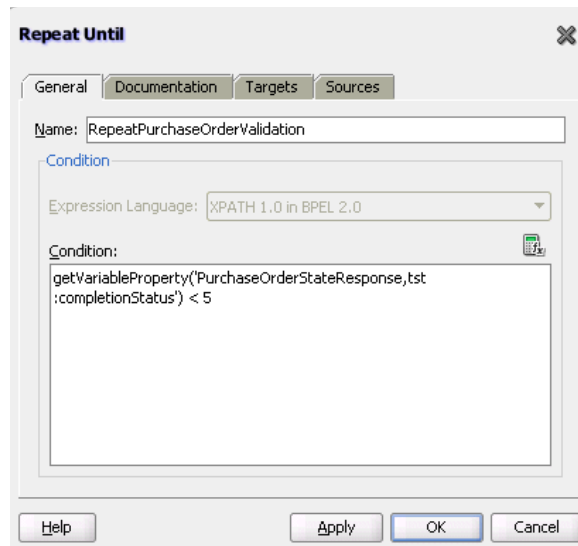 Repeat Until
General Documentation Targets Sources
Name: RepeatPurchaseOrderValidation
Condition
Expression Language: XPATH 1.0 in BPEL 2.0
Condition:
getVariableProperty('PurchaseOrderStateResponse,tst
:completionStatus') < 5
Help Apply OK Cancel